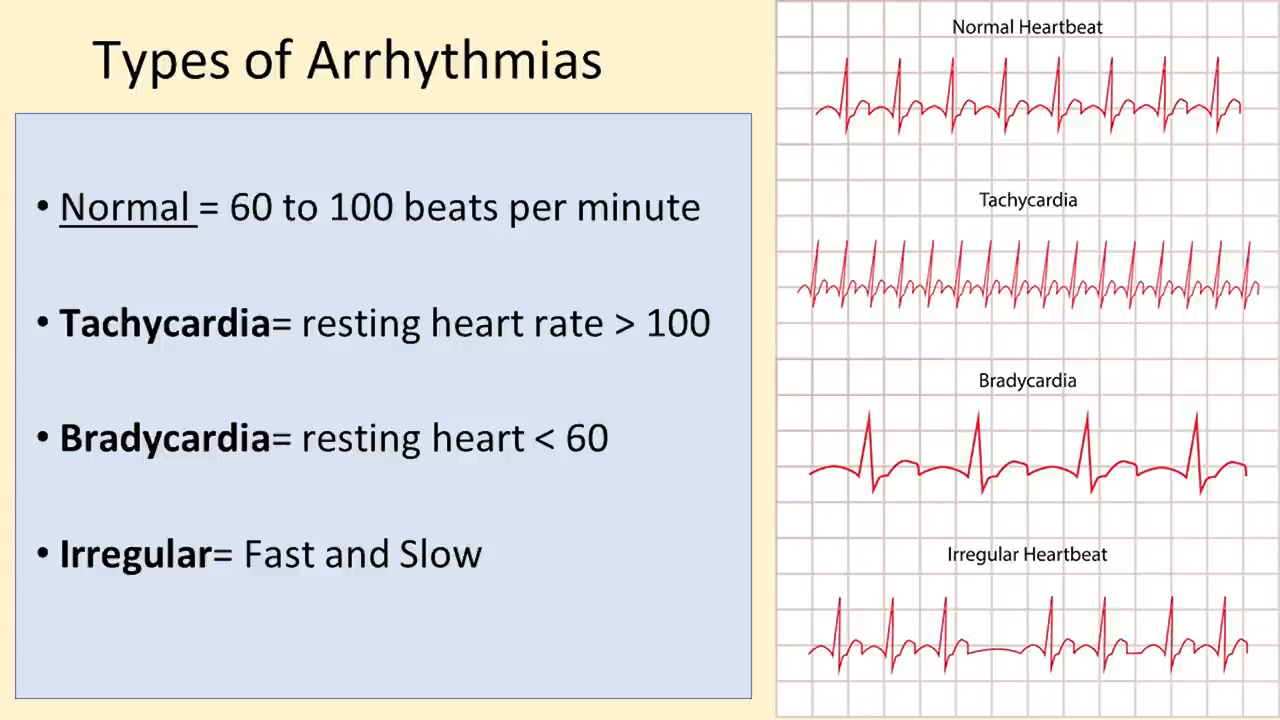 Types of Arrhythmias
• Normal = 60 to 100 beats per minute
• Tachycardia= resting heart rate > 100
• Bradycardia= resting heart < 60
• Irregular= Fast and Slow
Normal Heartbeat
Tachycardia
Bradycardia
Irregular Heartbeat